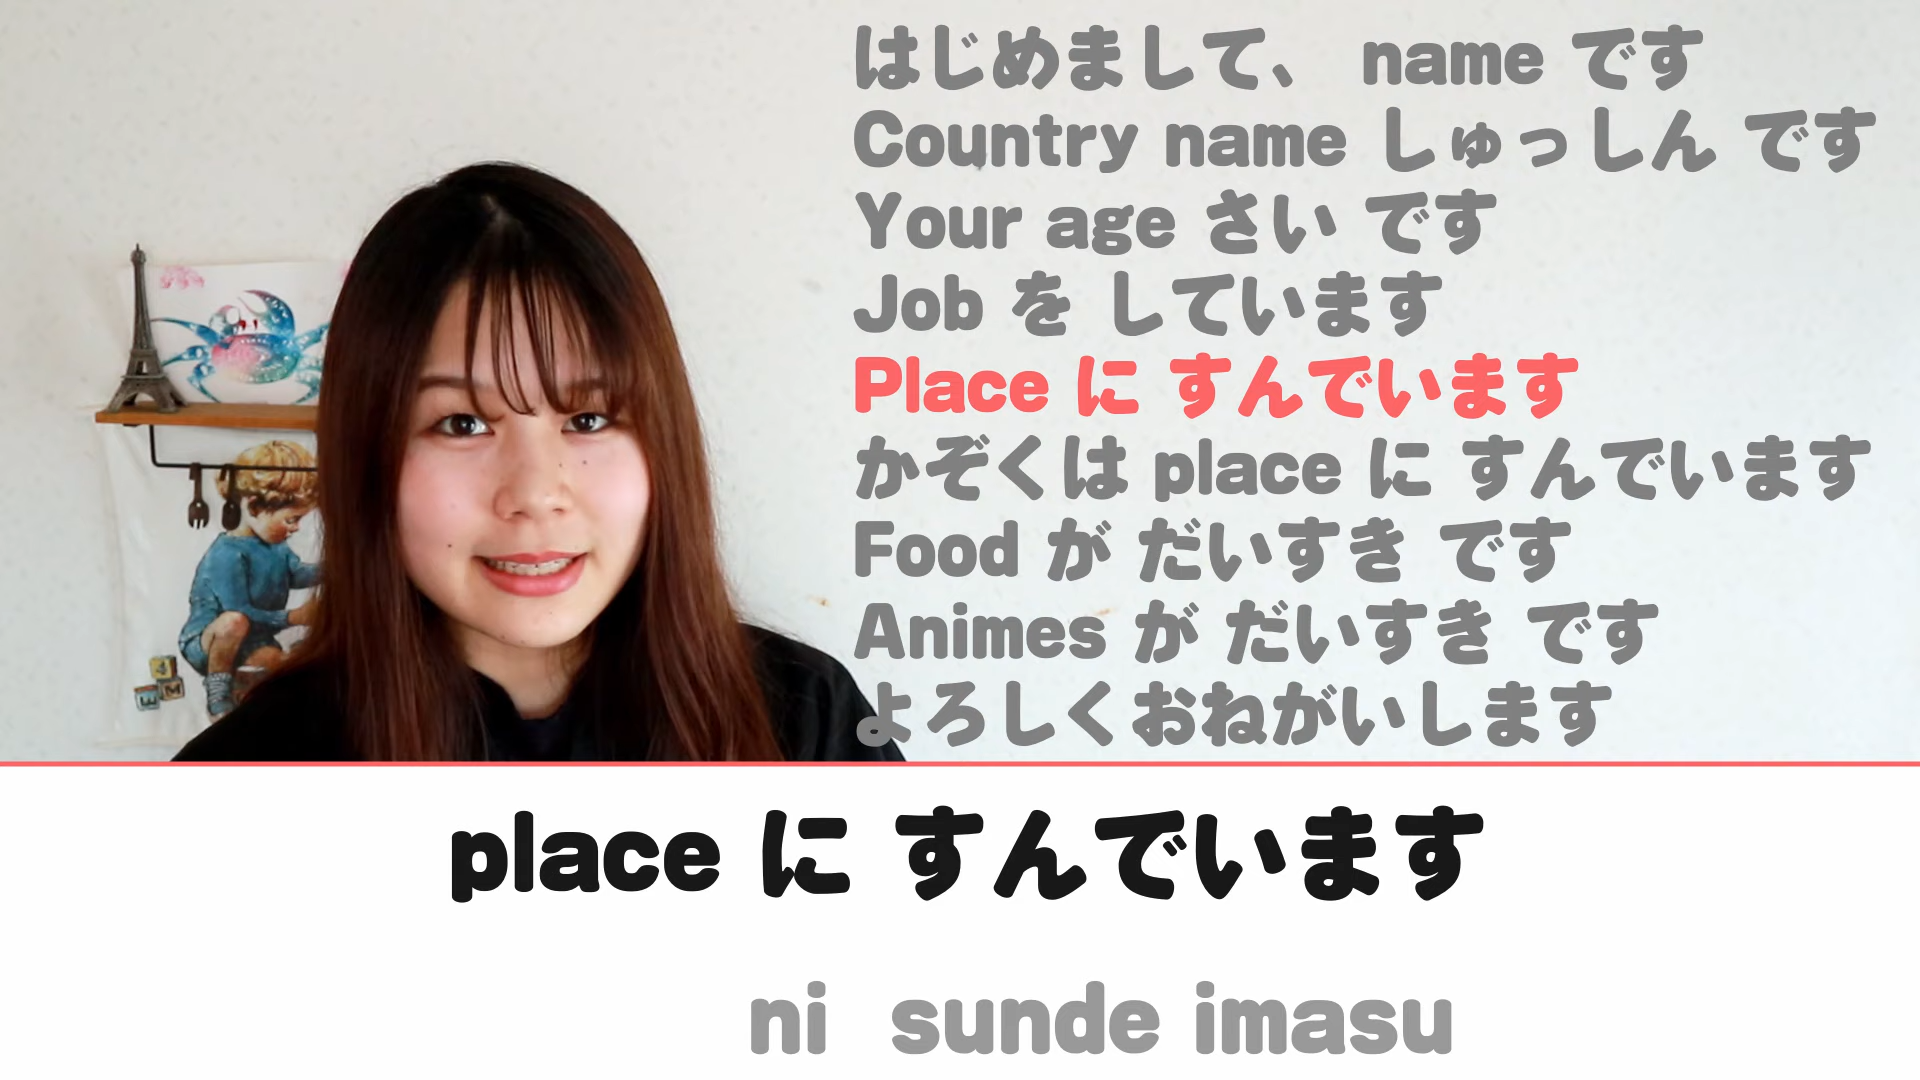 はじめまして、 name です
Country name しゅっしん です
Your age さい です
Job を しています
Place に すんでいます
かぞくは place に すんでいます
Food が だいすき です
Animes が だいすき です
よろしくおねがいします
place に すんでいます
ni sunde imasu